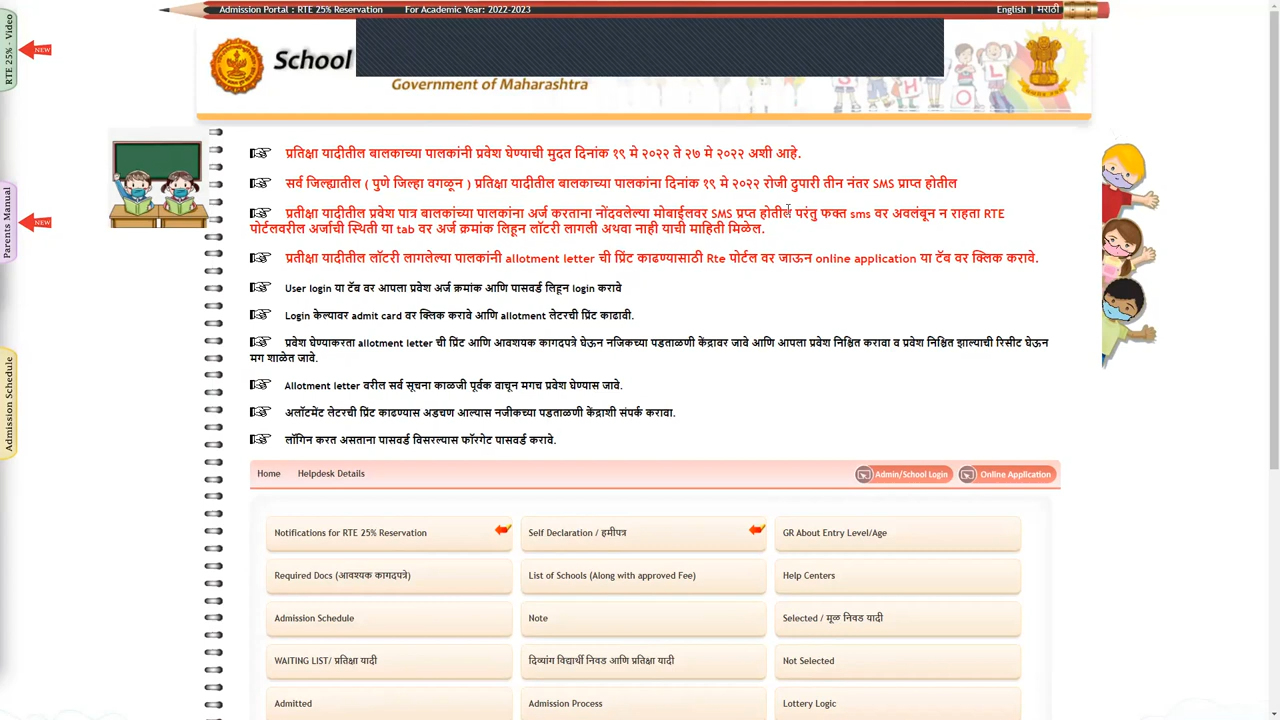 Admission Portal : RTE 25% Reservation
For Academic Year: 2022-2023
English | मराठी
RTE 25% - Video
NEW
School
Government of Maharashtra
S
H
O
L
प्रतिक्षा यादीतील बालकाच्या पालकांनी प्रवेश घेण्याची मुदत दिनांक १९ मे २०२२ ते २७ मे २०२२ अशी आहे.
सर्व जिल्ह्यातील ( पुणे जिल्हा वगळून ) प्रतिक्षा यादीतील बालकाच्या पालकांना दिनांक १९ मे २०२२ रोजी दुपारी तीन नंतर SMS प्राप्त होतील
प्रतीक्षा यादीतील प्रवेश पात्र बालकांच्या पालकांना अर्ज करताना नोंदवलेल्या मोबाईलवर SMS प्रप्त होतील परंतु फक्त sms वर अवलंबून न राहता RTE
पोर्टलवरील अर्जाची स्थिती या tab वर अर्ज क्रमांक लिहून लॉटरी लागली अथवा नाही याची माहिती मिळेल.
प्रतीक्षा यादीतील लॉटरी लागलेल्या पालकांनी allotment letter ची प्रिंट काढण्यासाठी Rte पोर्टल वर जाऊन online application या टॅब वर क्लिक करावे.
User login या टॅब वर आपला प्रवेश अर्ज क्रमांक आणि पासवर्ड लिहून login करावे
Login केल्यावर admit card वर क्लिक करावे आणि allotment लेटरची प्रिंट काढावी.
प्रवेश घेण्याकरता allotment letter ची प्रिंट आणि आवशयक कागदपत्रे घेऊन नजिकच्या पडताळणी केंद्रावर जावे आणि आपला प्रवेश निश्चित करावा व प्रवेश निश्चित झाल्याची रिसीट घेऊन
मग शाळेत जावे.
Allotment letter वरील सर्व सूचना काळजी पूर्वक वाचून मगच प्रवेश घेण्यास जावे.
अलॉटमेंट लेटरची प्रिंट काढण्यास अडचण आल्यास नजीकच्या पडताळणी केंद्राशी संपर्क करावा.
लॉगिन करत असताना पासवर्ड विसरल्यास फॉरगेट पासवर्ड करावे.
Parents Manual
NEW
Admission Schedule
Home
Helpdesk Details
Admin/School Login
Online Application
Notifications for RTE 25% Reservation
Self Declaration / हमीपत्र
GR About Entry Level/Age
Required Docs (आवश्यक कागदपत्रे)
List of Schools (Along with approved Fee)
Help Centers
Admission Schedule
Note
Selected / मूळ निवड यादी
WAITING LIST/ प्रतिक्षा यादी
दिव्यांग विद्यार्थी निवड आणि प्रतिक्षा यादी
Not Selected
Admitted
Admission Process
Lottery Logic